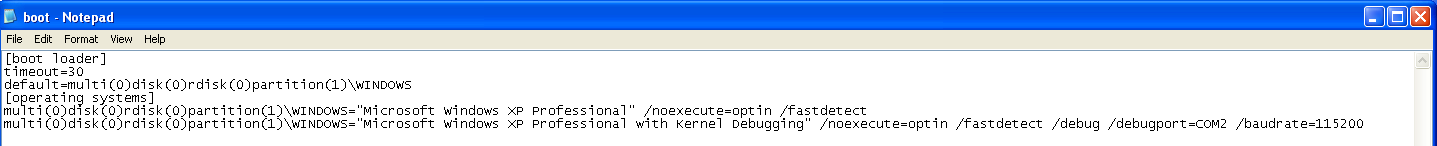 boot - Notepad
File Edit Format View Help
[boot loader]
timeout=30
default=multi(0)disk(0)rdisk(0)partition(1)\WINDOWS
[operating systems]
multi(0)disk(0)rdisk(0)partition(1)\WINDOWS="Microsoft Windows XP Professional" /noexecute=optin /fastdetect
multi(0)disk(0)rdisk(0)partition(1)\WINDOWS="Microsoft Windows XP Professional with Kernel Debugging" /noexecute=optin /fastdetect /debug /debugport=COM2 /baudrate=115200